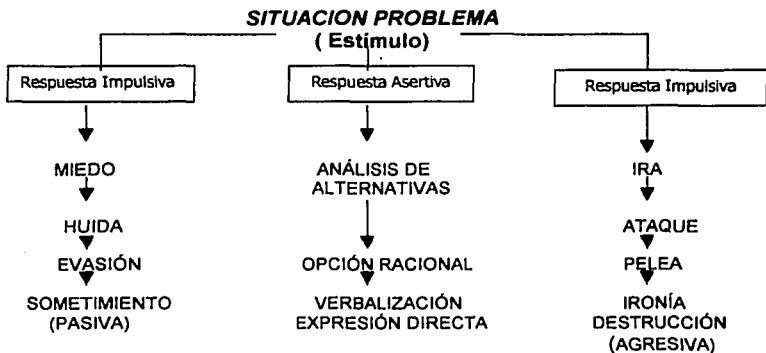 SITUACION PROBLEMA
( Estímulo)
Respuesta Impulsiva
Respuesta Asertiva
Respuesta Impulsiva
MIEDO
ANÁLISIS DE
ALTERNATIVAS
IRA
HUIDA
ATAQUE
EVASIÓN
OPCIÓN RACIONAL
PELEA
SOMETIMIENTO
(PASIVA)
VERBALIZACIÓN
EXPRESIÓN DIRECTA
IRONÍA
DESTRUCCIÓN
(AGRESIVA)